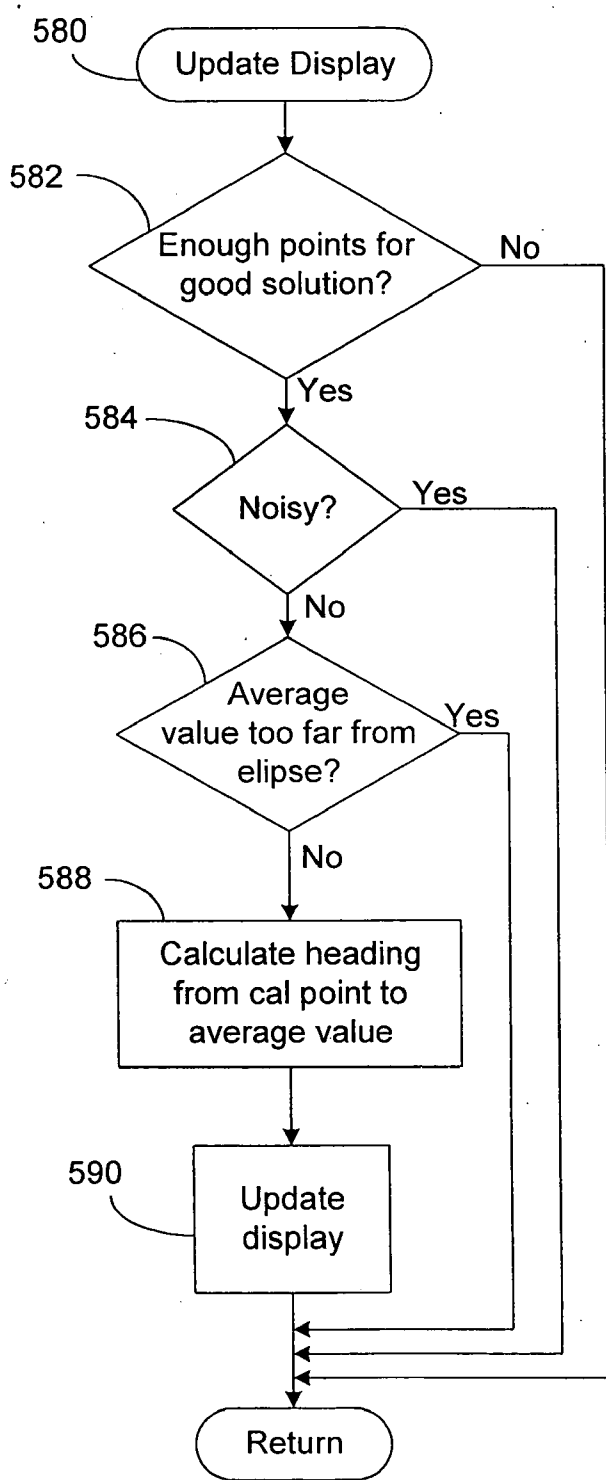 580
Update Display
582
Enough points for
good solution?
No
Yes
584
Noisy?
Yes
No
586
Average
value too far from
elipse?
Yes
No
588
Calculate heading
from cal point to
average value
590
Update
display
Return